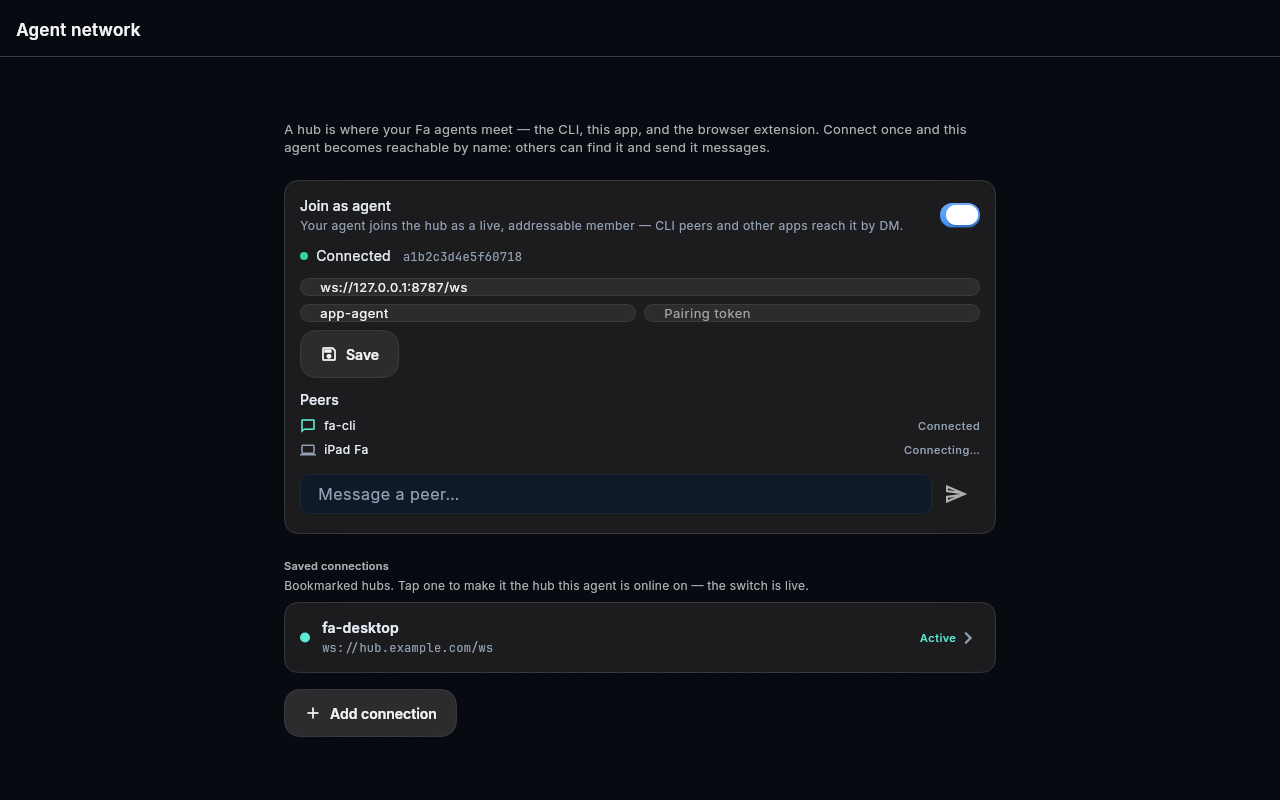 Agent network
A hub is where your Fa agents meet — the CLI, this app, and the browser extension. Connect once and this
agent becomes reachable by name: others can find it and send it messages.
Join as agent
Your agent joins the hub as a live, addressable member — CLI peers and other apps reach it by DM.
Connected a1b2c3d4e5f60718
ws://127.0.0.1:8787/ws
app-agent Pairing token
Save
Peers
fa-cli Connected
iPad Fa Connecting...
Message a peer...
Saved connections
Bookmarked hubs. Tap one to make it the hub this agent is online on — the switch is live.
fa-desktop
ws://hub.example.com/ws
Active
Add connection